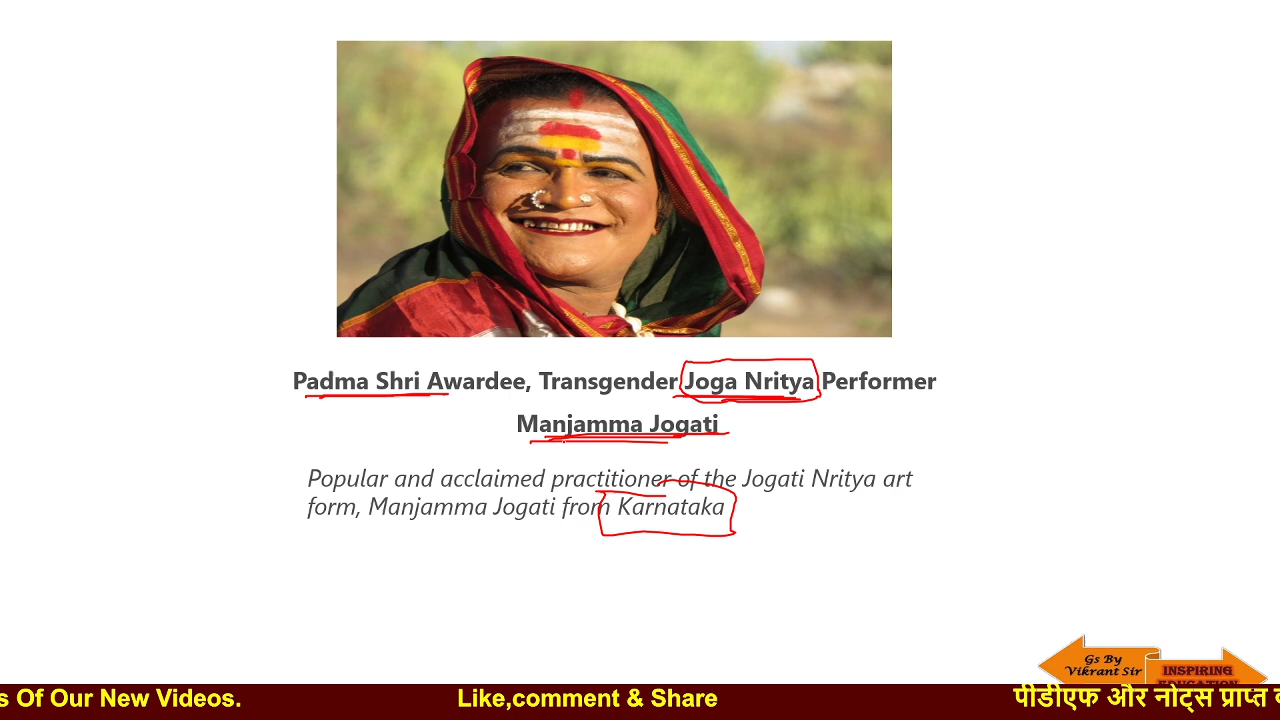 Padma Shri Awardee, Transgender Joga Nritya Performer
Manjamma Jogati
Popular and acclaimed practitioner of the Jogati Nritya art
form, Manjamma Jogati from Karnataka
Gs By
Vikrant Sir
INSPIRING
EDUCATION
s Of Our New Videos. Like,comment & Share पीडीएफ और नोट्स प्राप्त